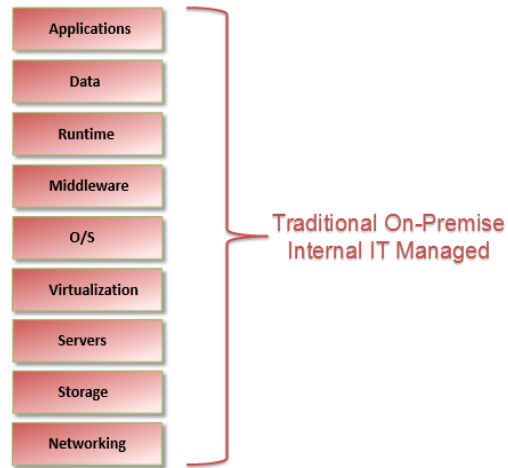 Applications
Data
Runtime
Middleware
O/S
Virtualization
Servers
Storage
Networking
Traditional On-Premise
Internal IT Managed